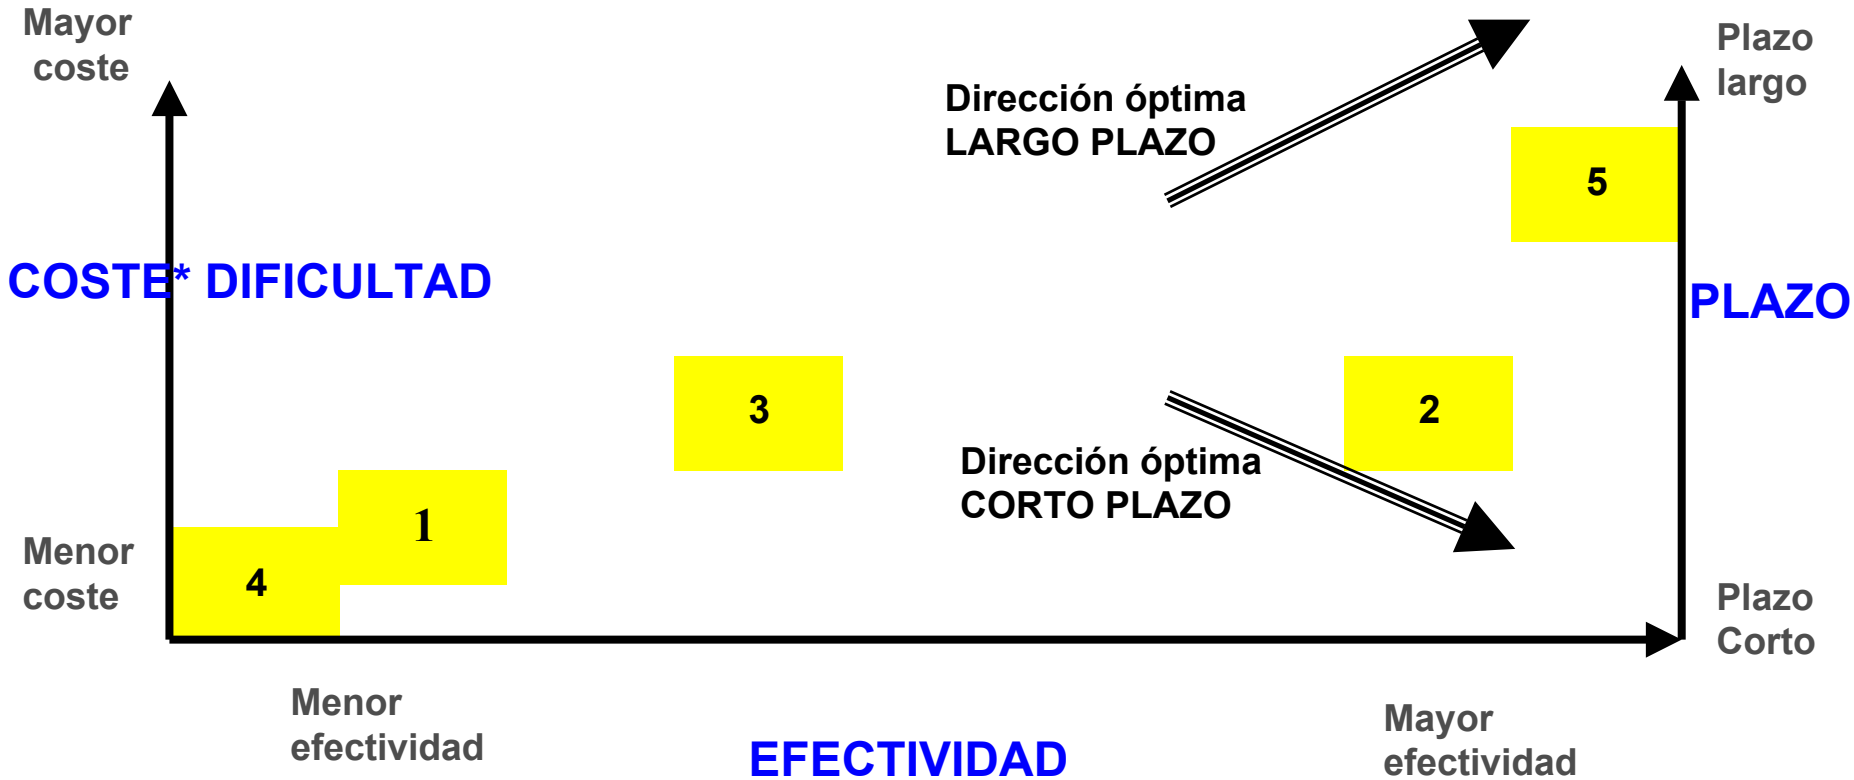 Mayor
coste
Plazo
largo
Dirección óptima
LARGO PLAZO
5
COSTE* DIFICULTAD
PLAZO
3
2
Dirección óptima
CORTO PLAZO
1
4
Menor
coste
Plazo
Corto
Menor
efectividad
EFECTIVIDAD
Mayor
efectividad